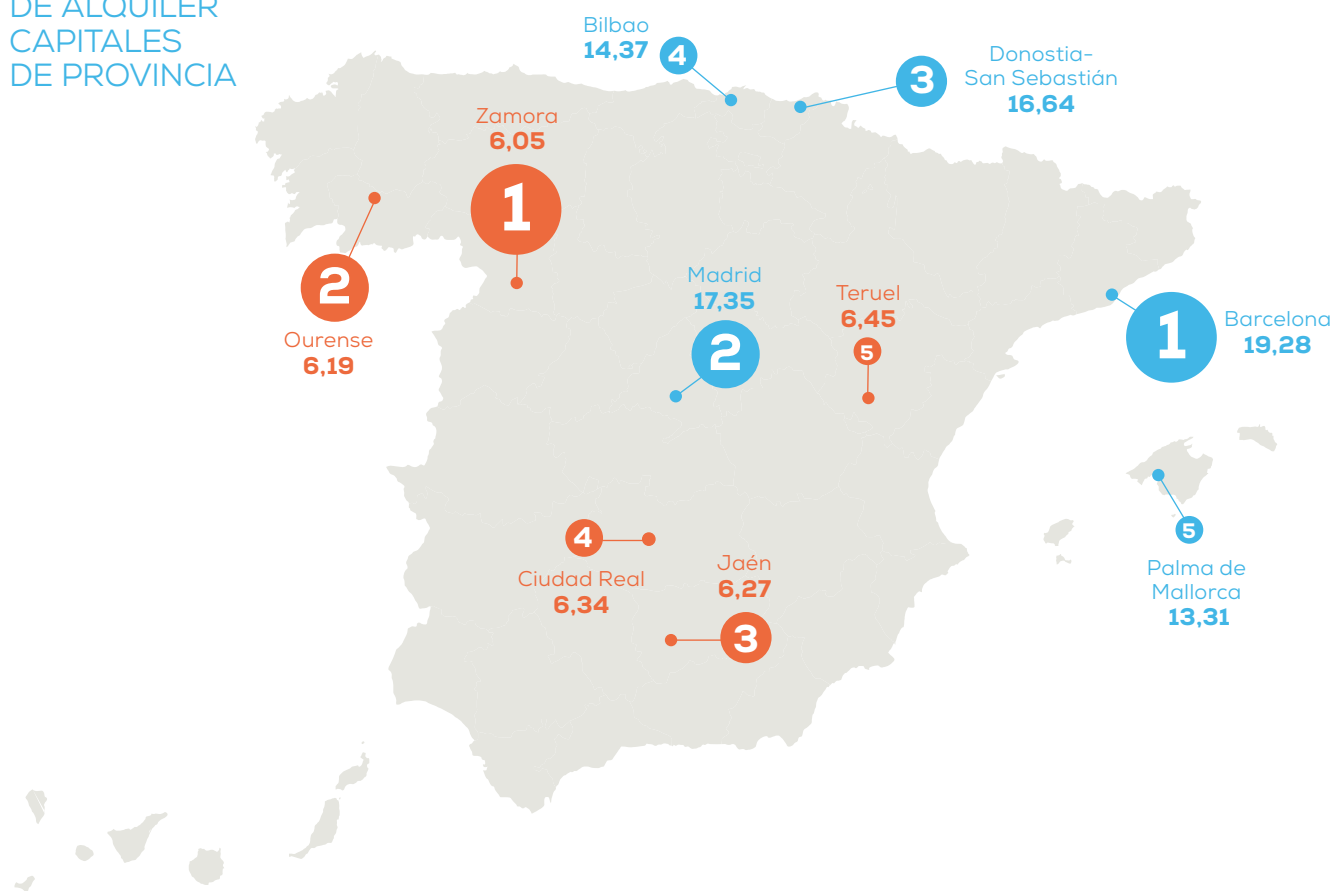 DE ALQUILER
CAPITALES
DE PROVINCIA
Bilbao
14,37
4
3
Donostia-
San Sebastián
16,64
Zamora
6,05
1
2
Ourense
6,19
Madrid
17,35
2
Teruel
6,45
5
1
Barcelona
19,28
5
Palma de
Mallorca
13,31
4
Ciudad Real
6,34
Jaén
6,27
3